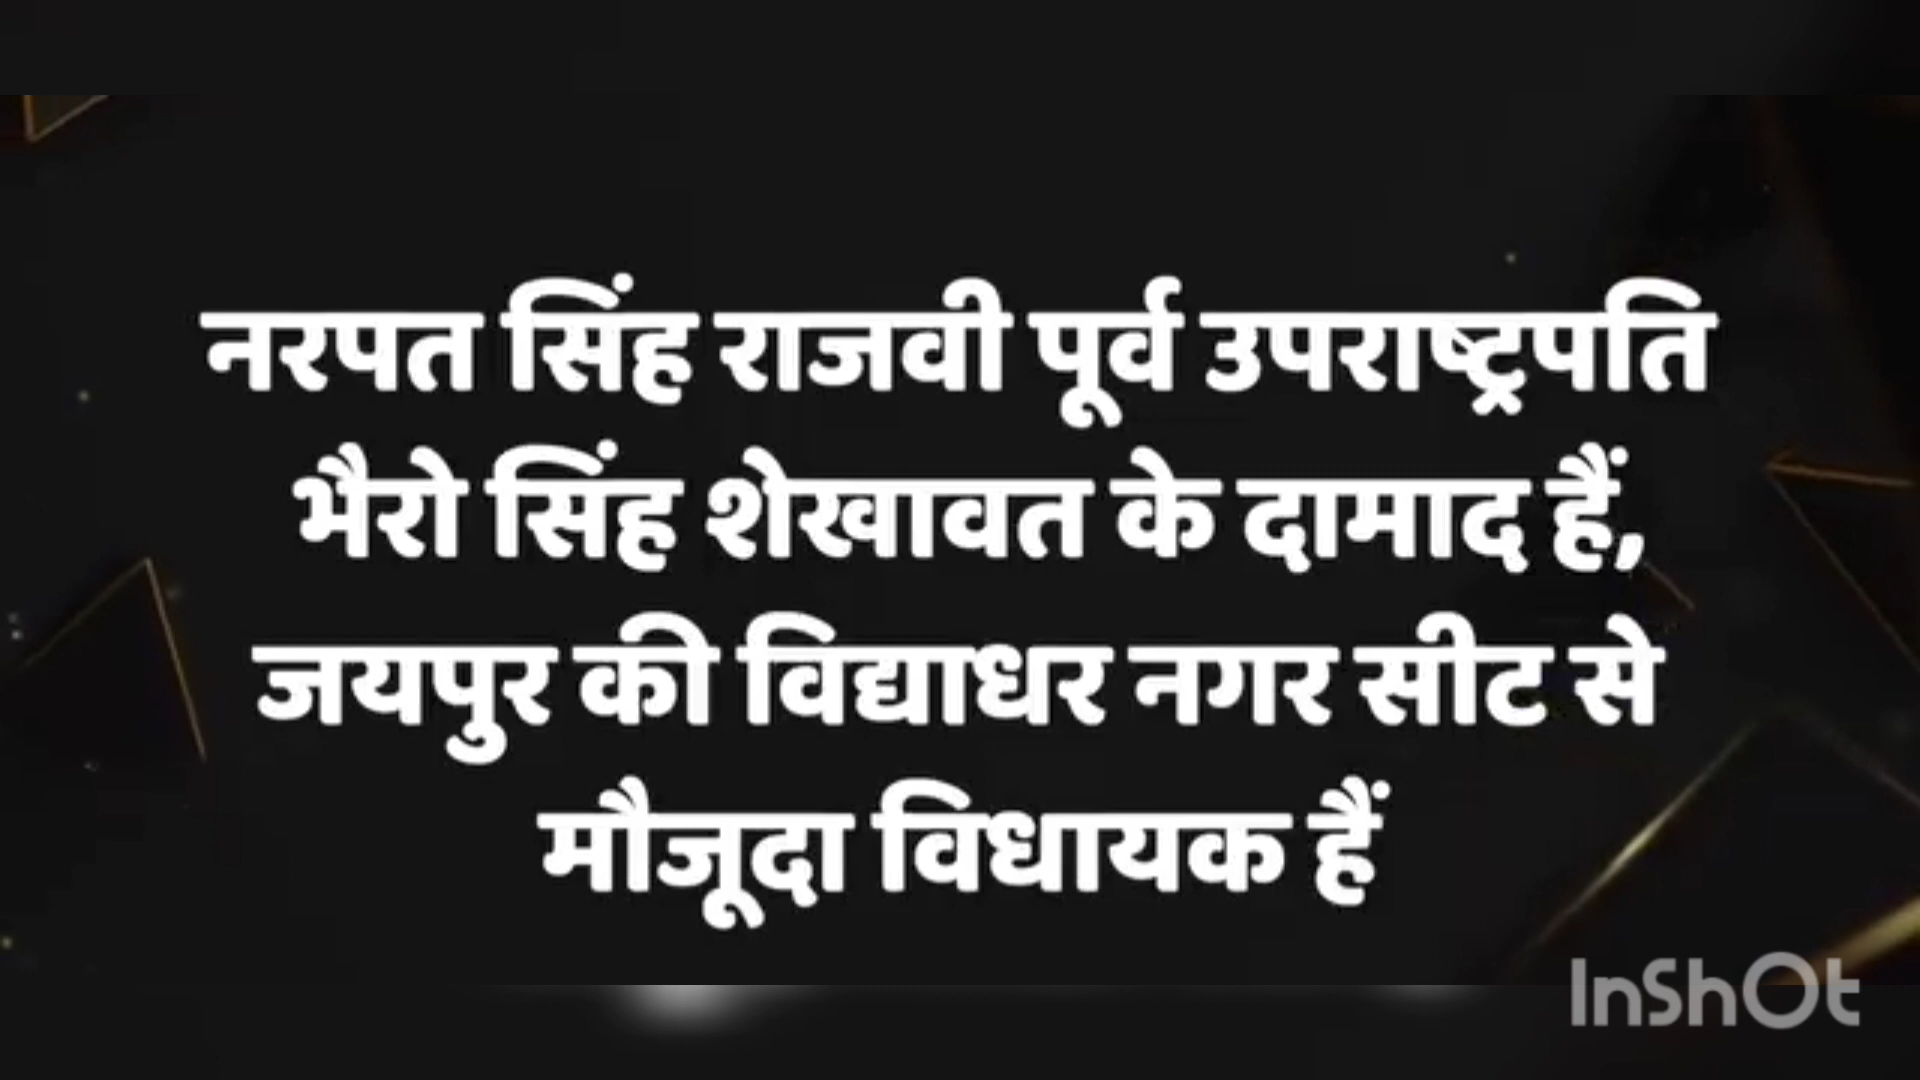 नरपत सिंह राजवी पूर्व उपराष्ट्रपति
भैरो सिंह शेखावत के दामाद हैं,
जयपुर की विद्याधर नगर सीट से
मौजूदा विधायक हैं
InShOt